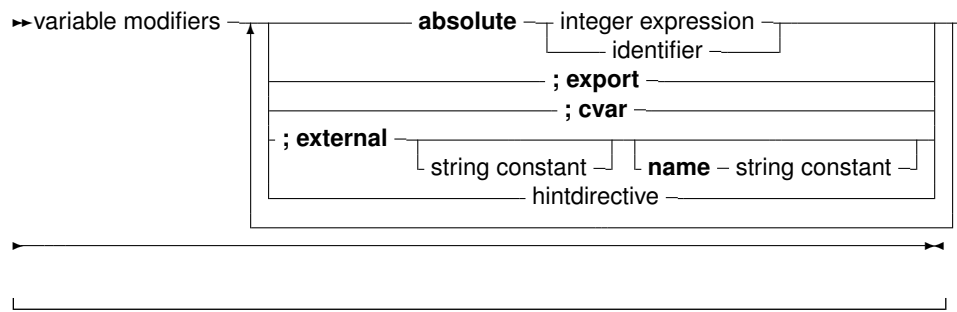 variable modifiers absolute integer expression
identifier
; export
; cvar
; external
string constant name string constant
hintdirective